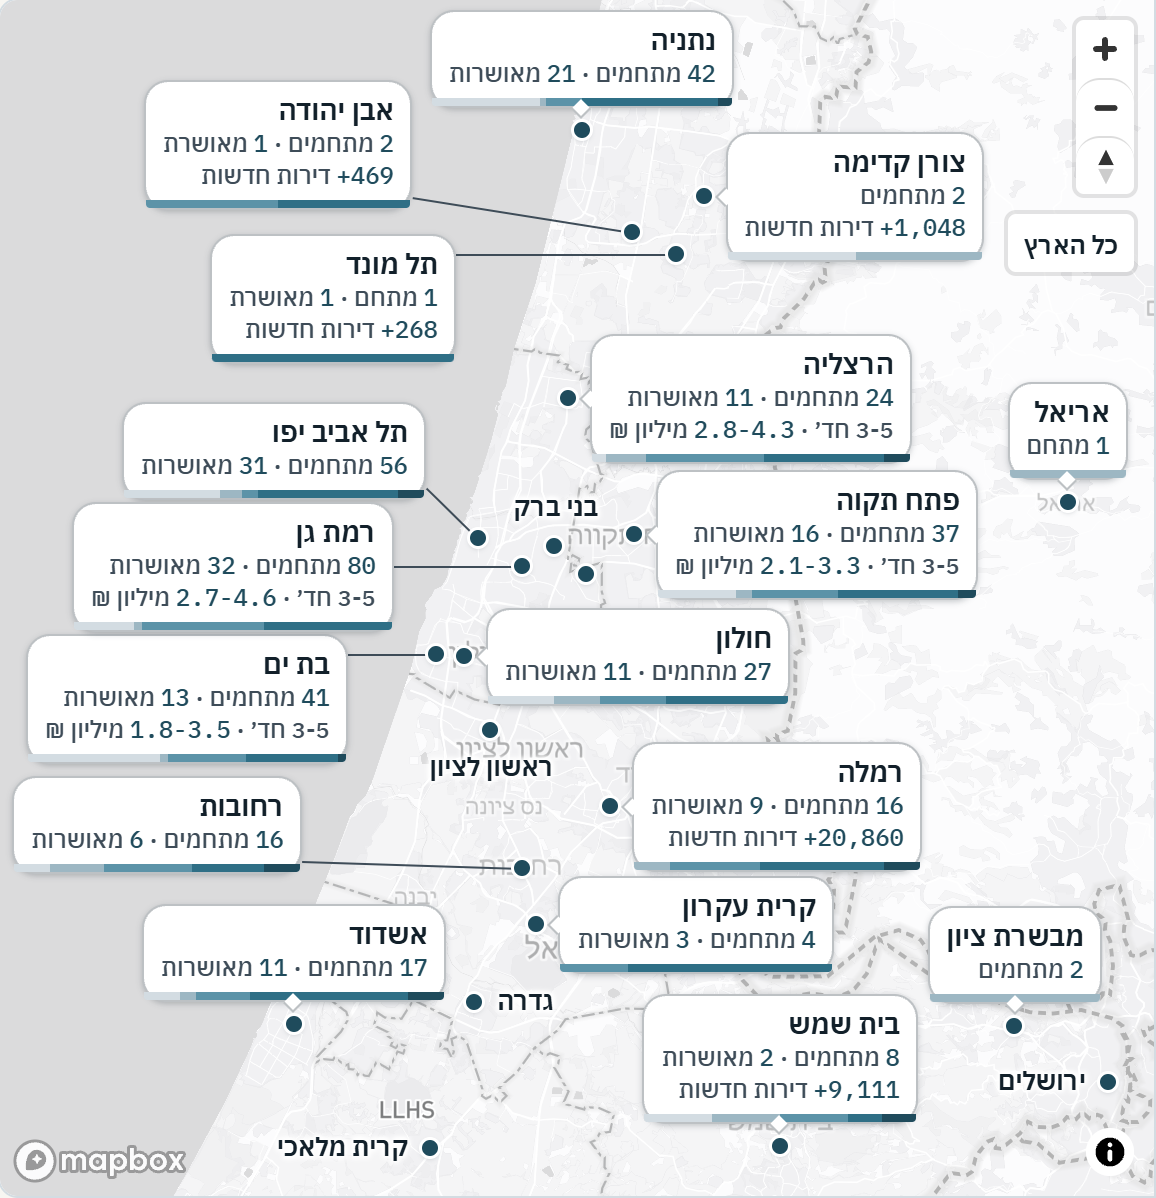 נתניה
42 מתחמים · 21 מאושרות
אבן יהודה
2 מתחמים · 1 מאושרת
+469 דירות חדשות
צורן קדימה
2 מתחמים
+1,048 דירות חדשות
כל הארץ
תל מונד
1 מתחם · 1 מאושרת
+268 דירות חדשות
הרצליה
24 מתחמים · 11 מאושרות
3-5 חד׳ · 2.8-4.3 מיליון ₪
אריאל
1 מתחם
תל אביב יפו
56 מתחמים · 31 מאושרות
בני ברק
פתח תקוה
37 מתחמים · 16 מאושרות
3-5 חד׳ · 2.1-3.3 מיליון ₪
רמת גן
80 מתחמים · 32 מאושרות
3-5 חד׳ · 2.7-4.6 מיליון ₪
חולון
27 מתחמים · 11 מאושרות
בת ים
41 מתחמים · 13 מאושרות
3-5 חד׳ · 1.8-3.5 מיליון ₪
ראשון לציון
ראשון לציון
נס ציונה
רמלה
16 מתחמים · 9 מאושרות
+20,860 דירות חדשות
רחובות
16 מתחמים · 6 מאושרות
יבנה
קרית עקרון
4 מתחמים · 3 מאושרות
אשדוד
17 מתחמים · 11 מאושרות
מבשרת ציון
2 מתחמים
גדרה
בית שמש
8 מתחמים · 2 מאושרות
+9,111 דירות חדשות
ירושלים
LLHS
קרית מלאכי
mapbox